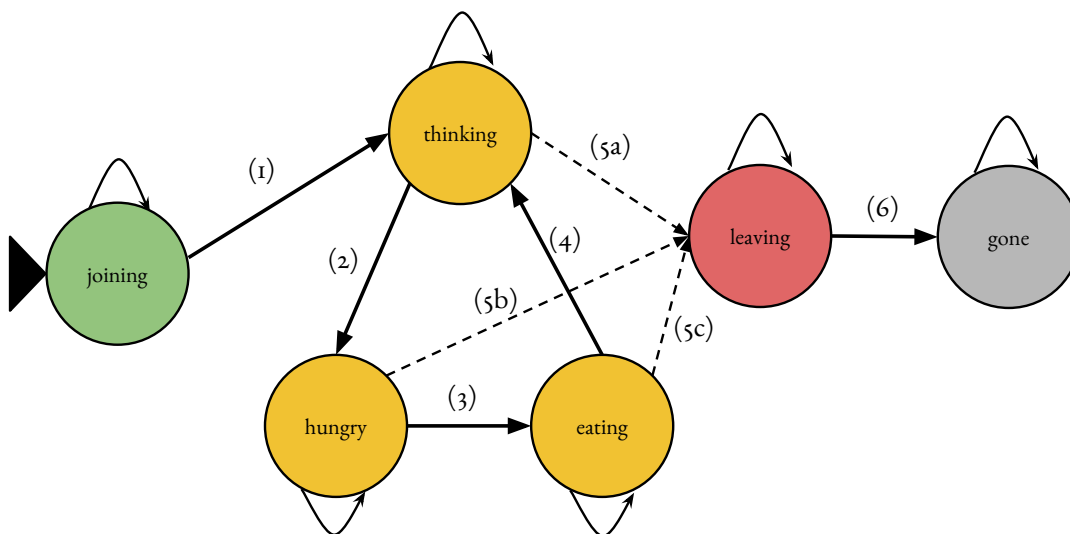 thinking
(1)
(5a)
(6)
leaving
gone
(4)
(2)
joining
(5b)
(5c)
(3)
hungry
eating